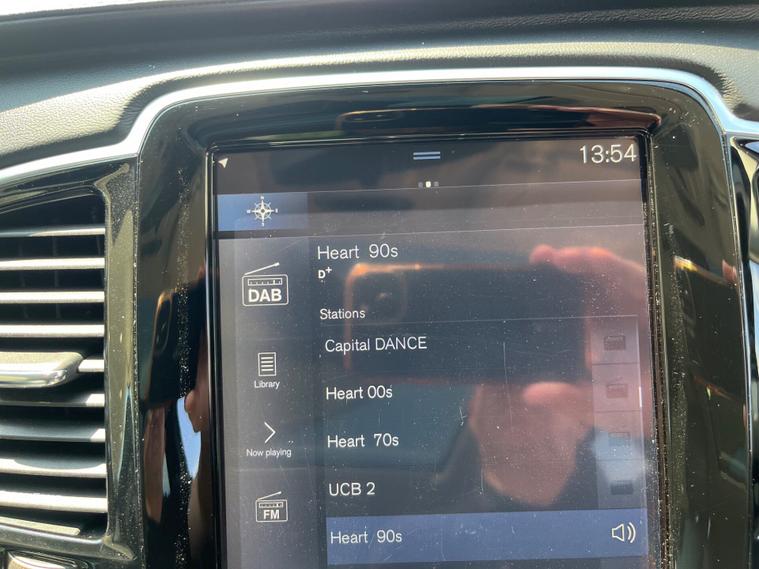 13:54
Heart 90s
D+
DAB
Stations
Capital DANCE
Library
Heart 00s
Now playing
Heart 70s
FM
UCB 2
Heart 90s